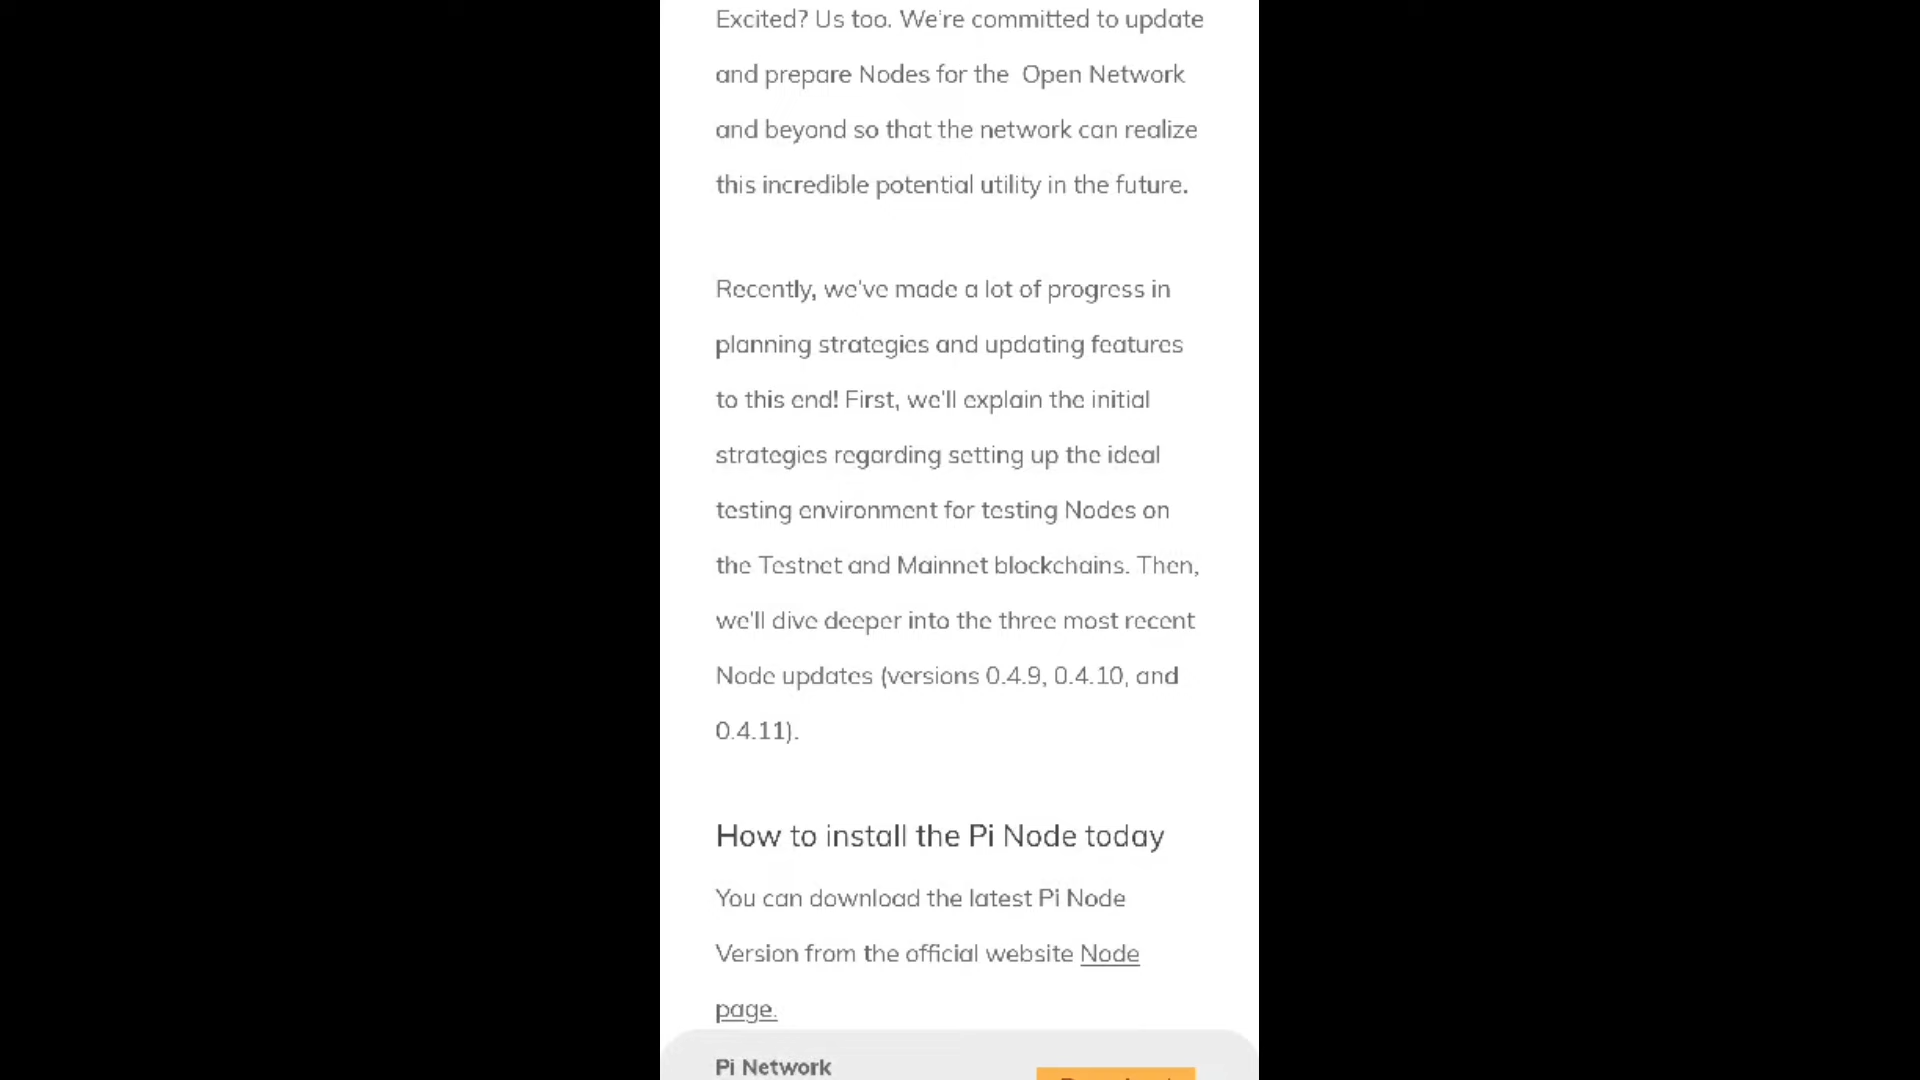 Excited? Us too. We're committed to update
and prepare Nodes for the Open Network
and beyond so that the network can realize
this incredible potential utility in the future.
Recently, we've made a lot of progress in
planning strategies and updating features
to this end! First, we'll explain the initial
strategies regarding setting up the ideal
testing environment for testing Nodes on
the Testnet and Mainnet blockchains. Then,
we'll dive deeper into the three most recent
Node updates (versions 0.4.9, 0.4.10, and
0.4.11).
How to install the Pi Node today
You can download the latest Pi Node
Version from the official website Node
page.
Pi Network